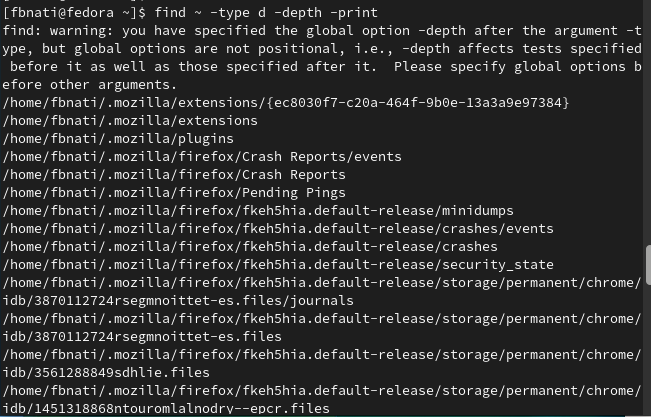 [fbnati@fedora ~]$ find ~ -type d -depth -print
find: warning: you have specified the global option -depth after the argument -t
ype, but global options are not positional, i.e., -depth affects tests specified
 before it as well as those specified after it.  Please specify global options b
efore other arguments.
/home/fbnati/.mozilla/extensions/{ec8030f7-c20a-464f-9b0e-13a3a9e97384}
/home/fbnati/.mozilla/extensions
/home/fbnati/.mozilla/plugins
/home/fbnati/.mozilla/firefox/Crash Reports/events
/home/fbnati/.mozilla/firefox/Crash Reports
/home/fbnati/.mozilla/firefox/Pending Pings
/home/fbnati/.mozilla/firefox/fkeh5hia.default-release/minidumps
/home/fbnati/.mozilla/firefox/fkeh5hia.default-release/crashes/events
/home/fbnati/.mozilla/firefox/fkeh5hia.default-release/crashes
/home/fbnati/.mozilla/firefox/fkeh5hia.default-release/security_state
/home/fbnati/.mozilla/firefox/fkeh5hia.default-release/storage/permanent/chrome/
idb/3870112724rsegmnoittet-es.files/journals
/home/fbnati/.mozilla/firefox/fkeh5hia.default-release/storage/permanent/chrome/
idb/3870112724rsegmnoittet-es.files
/home/fbnati/.mozilla/firefox/fkeh5hia.default-release/storage/permanent/chrome/
idb/3561288849sdhlie.files
/home/fbnati/.mozilla/firefox/fkeh5hia.default-release/storage/permanent/chrome/
idb/1451318868ntouromlalnodry--epcr.files